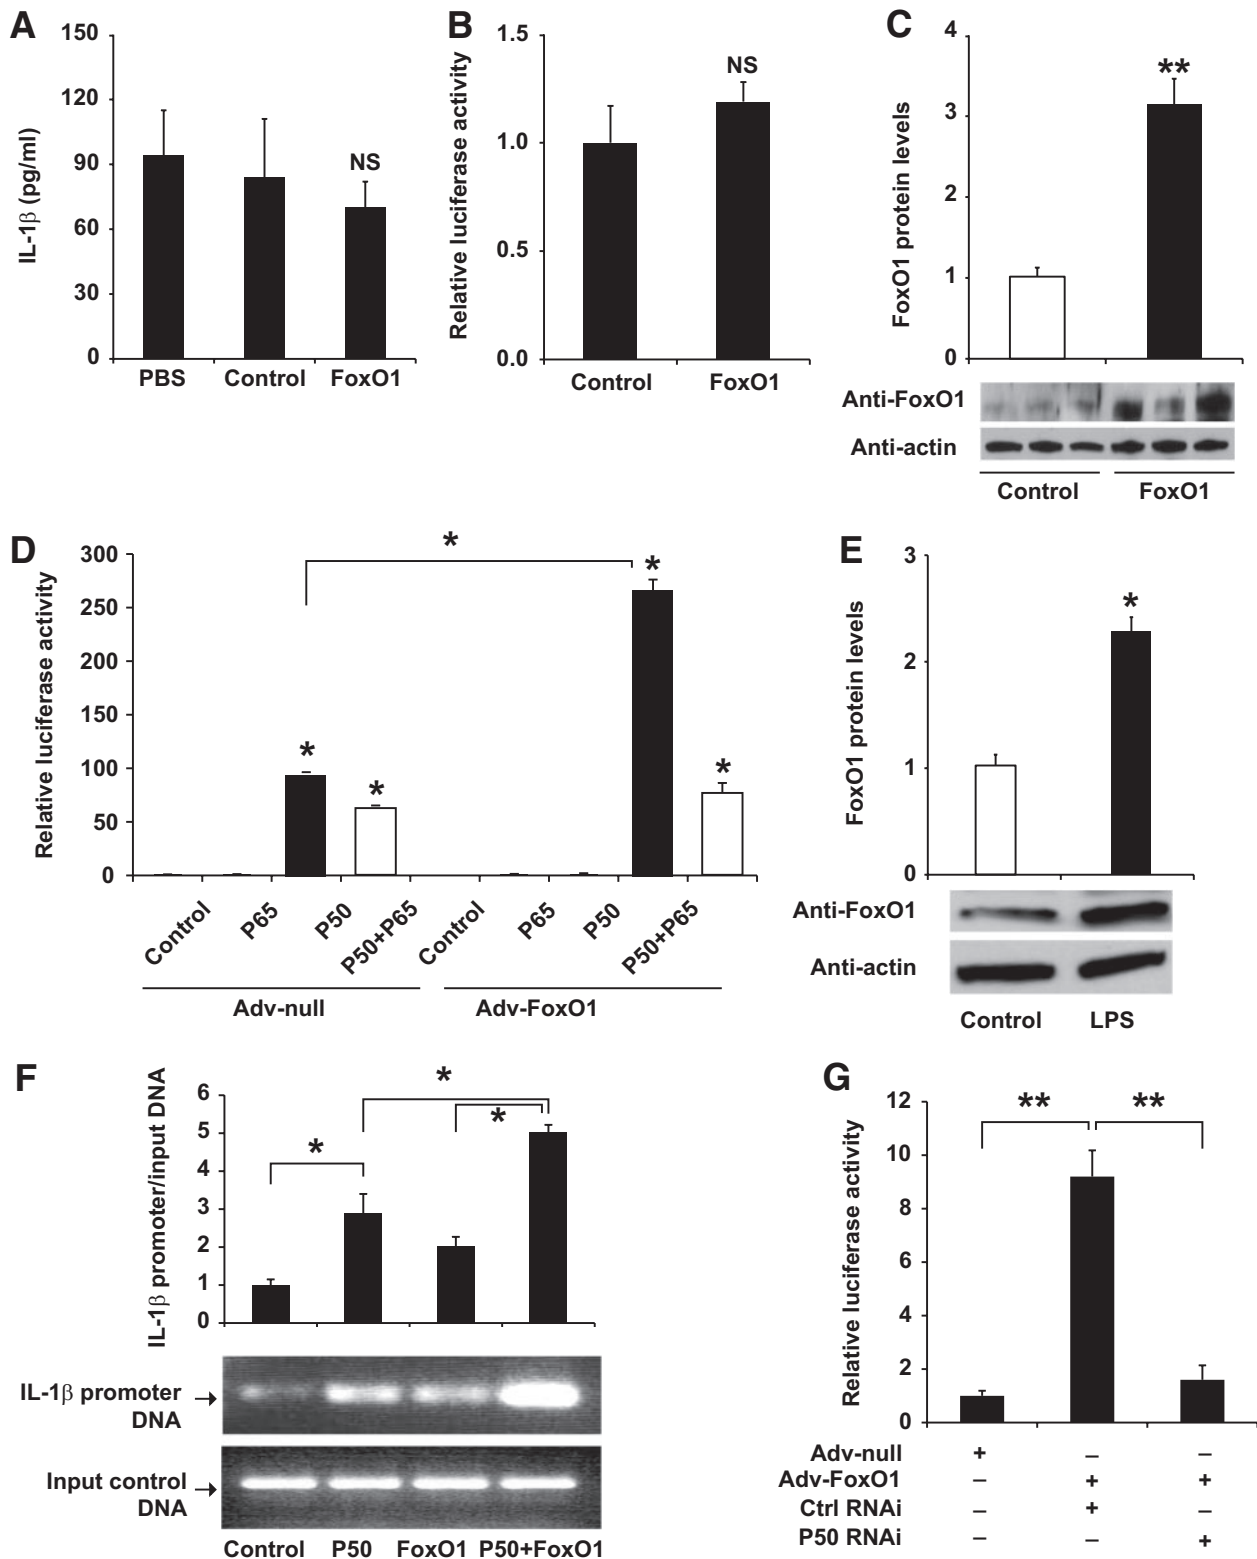 A
IL-1β (pg/ml)
150
120
90
60
30
0
NS
PBS Control FoxO1
B
Relative luciferase activity
1.5
1.0
0.5
0.0
NS
Control FoxO1
C
FoxO1 protein levels
4
3
2
1
0
**
Anti-FoxO1
Anti-actin
Control FoxO1
D
Relative luciferase activity
300
250
200
150
100
50
0
*
* * * *
Control P65 P50 P50+P65 Control P65 P50 P50+P65
Adv-null Adv-FoxO1
E
FoxO1 protein levels
3
2
1
0
*
Anti-FoxO1
Anti-actin
Control LPS
F
IL-1β promoter/input DNA
6
5
4
3
2
1
0
*
*
*
IL-1β promoter
DNA
Input control
DNA
Control P50 FoxO1 P50+FoxO1
G
Relative luciferase activity
12
10
8
6
4
2
0
** **
Adv-null + – –
Adv-FoxO1 – + +
Ctrl RNAi – + –
P50 RNAi – – +